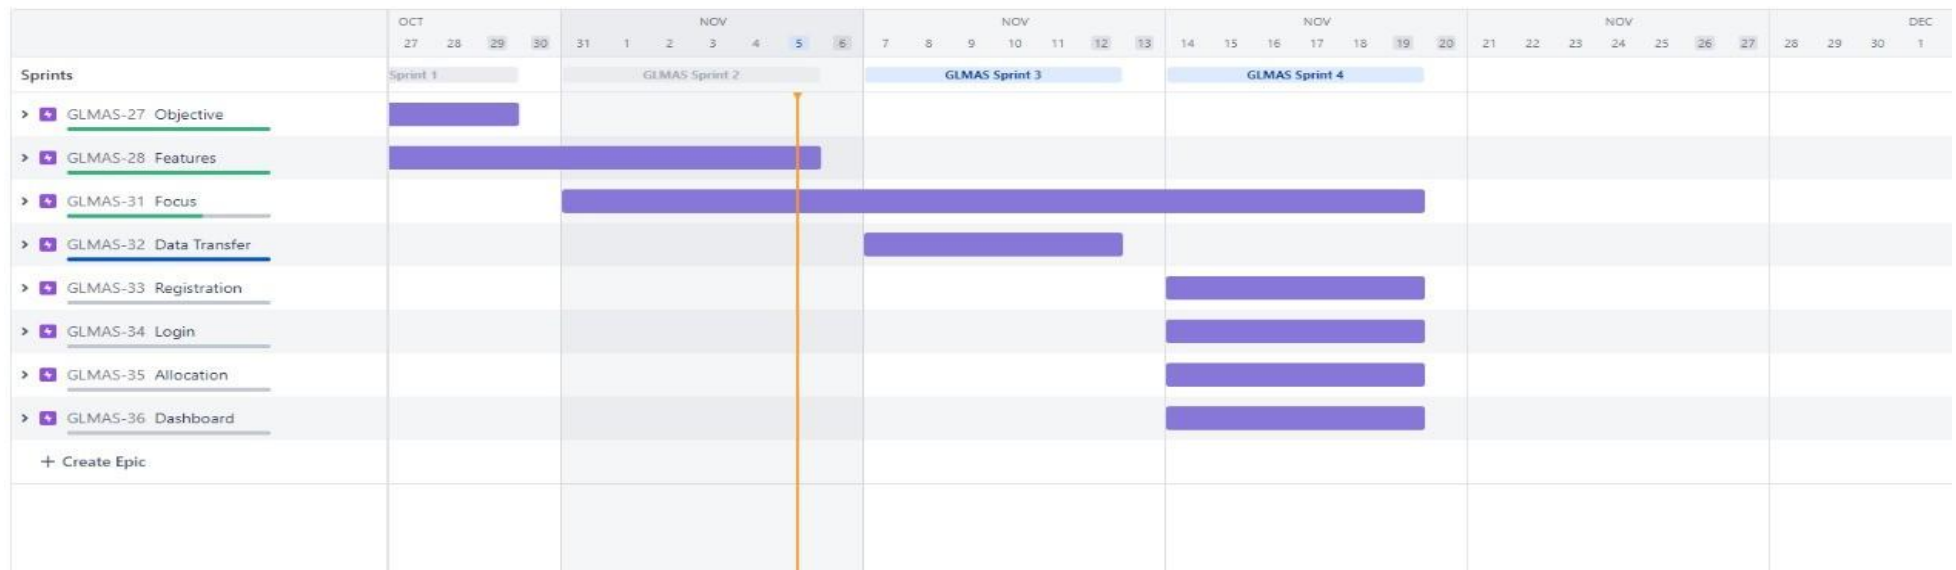 OCT NOV NOV NOV NOV DEC
27 28 29 30 31 1 2 3 4 5 6 7 8 9 10 11 12 13 14 15 16 17 18 19 20 21 22 23 24 25 26 27 28 29 30 1
Sprints Sprint 1 GLMAS Sprint 2 GLMAS Sprint 3 GLMAS Sprint 4
GLMAS-27 Objective
GLMAS-28 Features
GLMAS-31 Focus
GLMAS-32 Data Transfer
GLMAS-33 Registration
GLMAS-34 Login
GLMAS-35 Allocation
GLMAS-36 Dashboard
+ Create Epic